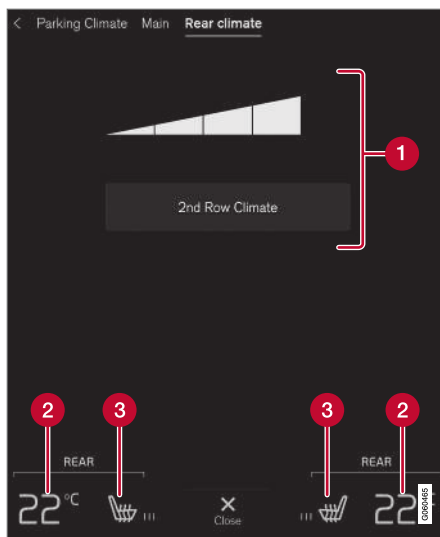 < Parking Climate Main Rear climate
1
2nd Row Climate
2 3 3 2
REAR REAR
22°C Close 22
G060465